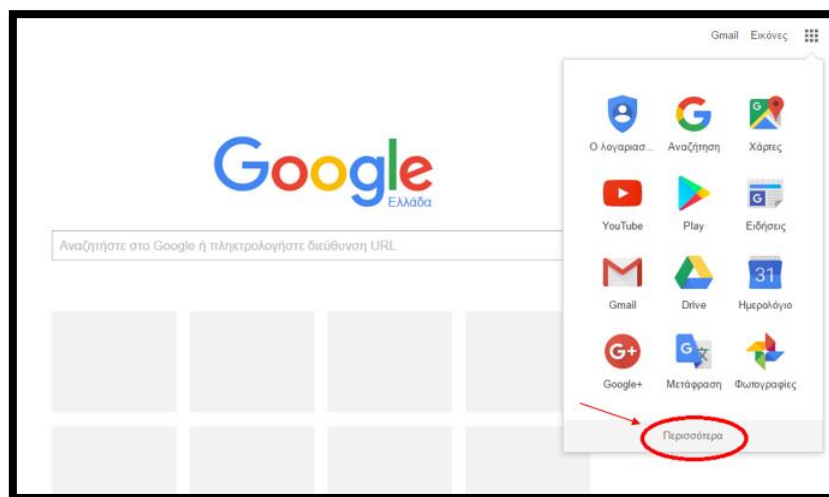 Gmail Εικόνες
Google
Ελλάδα
Αναζητήστε στο Google ή πληκτρολογήστε διεύθυνση URL
Ο λογαριασ... Αναζήτηση Χάρτες
G
YouTube Play Ειδήσεις
G
31
Gmail Drive Ημερολόγιο
G+ G 文
Google+ Μετάφραση Φωτογραφίες
Περισσότερα